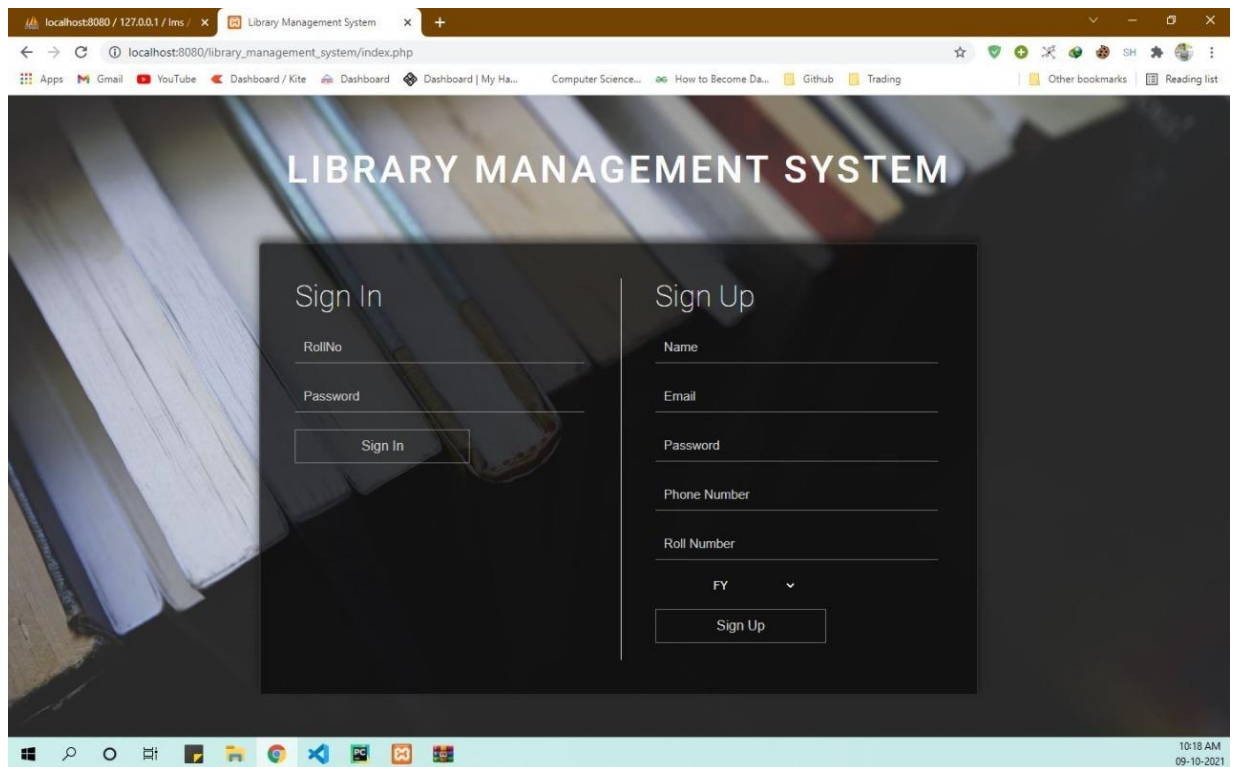 localhost:8080 / 127.0.0.1 / lms /
Library Management System
localhost:8080/library_management_system/index.php
SH
Apps Gmail YouTube Dashboard / Kite Dashboard Dashboard | My Ha... Computer Science... How to Become Da... Github Trading Other bookmarks Reading list
LIBRARY MANAGEMENT SYSTEM
Sign In
RollNo
Password
Sign In
Sign Up
Name
Email
Password
Phone Number
Roll Number
FY
Sign Up
10:18 AM
09-10-2021